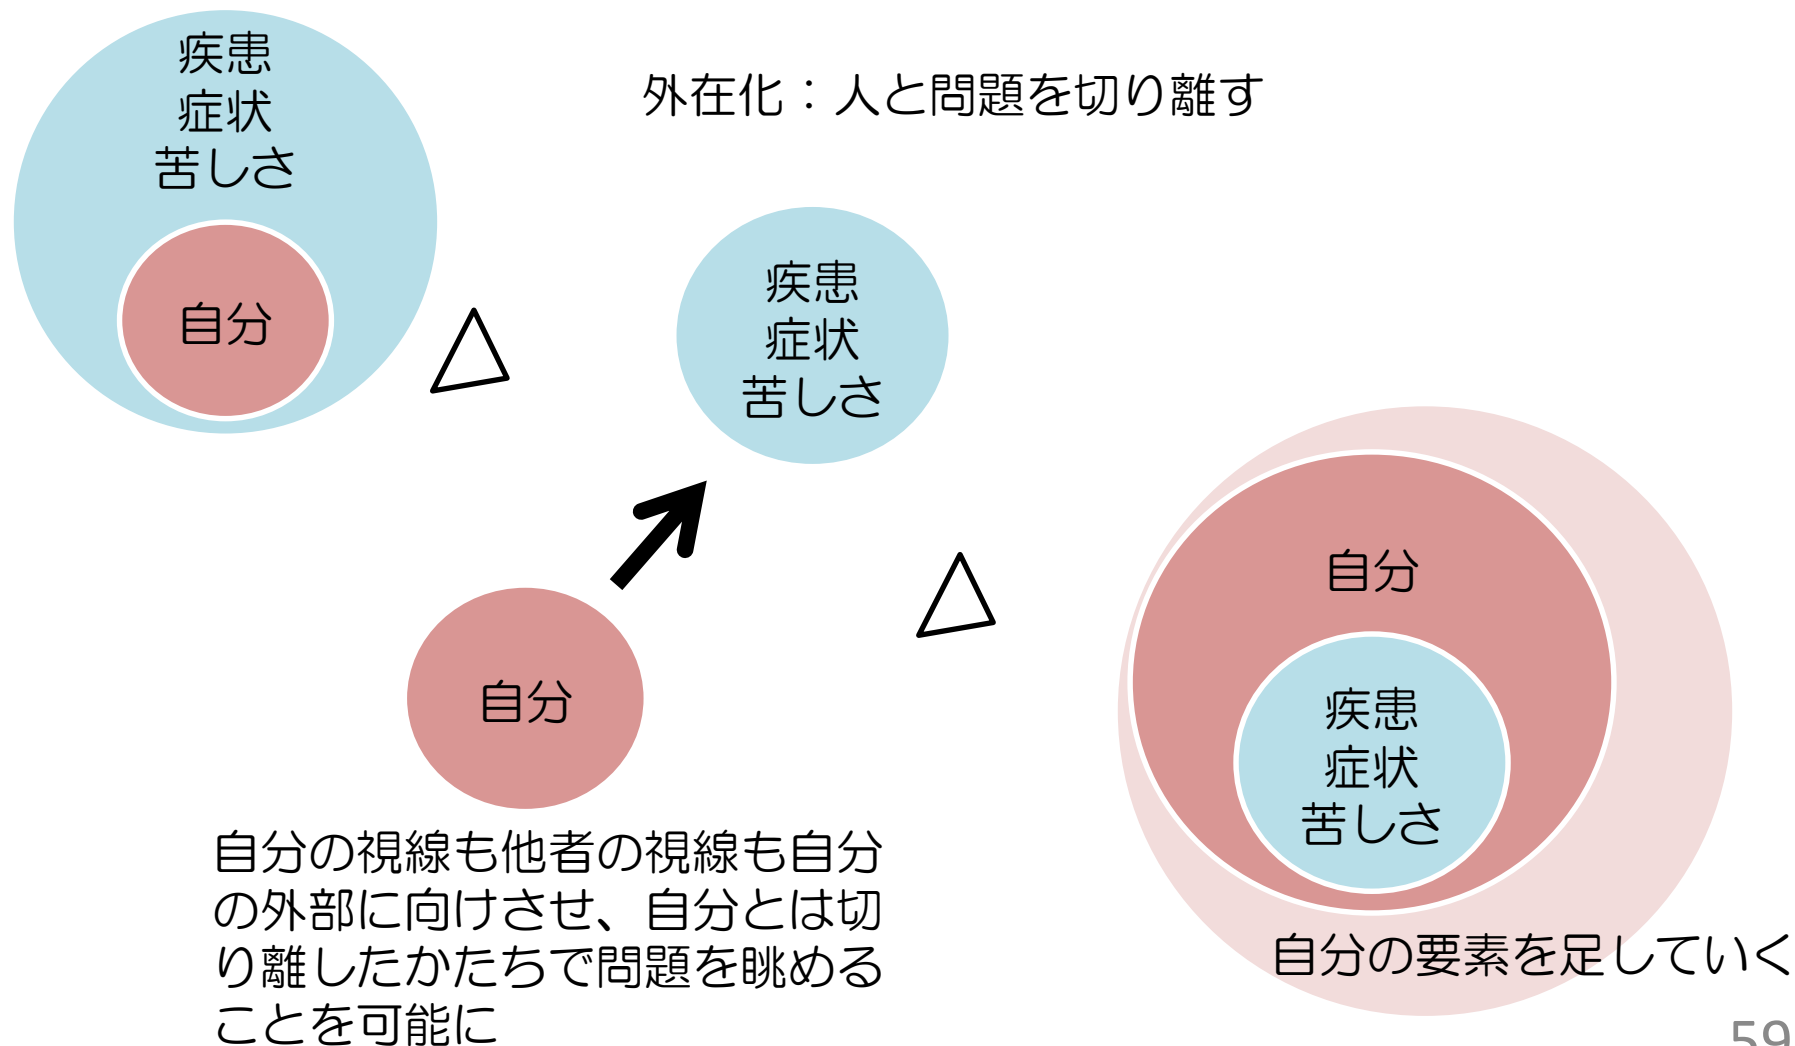 疾患
症状
苦しさ
自分
外在化：人と問題を切り離す
疾患
症状
苦しさ
自分
自分の視線も他者の視線も自分
の外部に向けさせ、自分とは切
り離したかたちで問題を眺める
ことを可能に
自分
疾患
症状
苦しさ
自分の要素を足していく
59